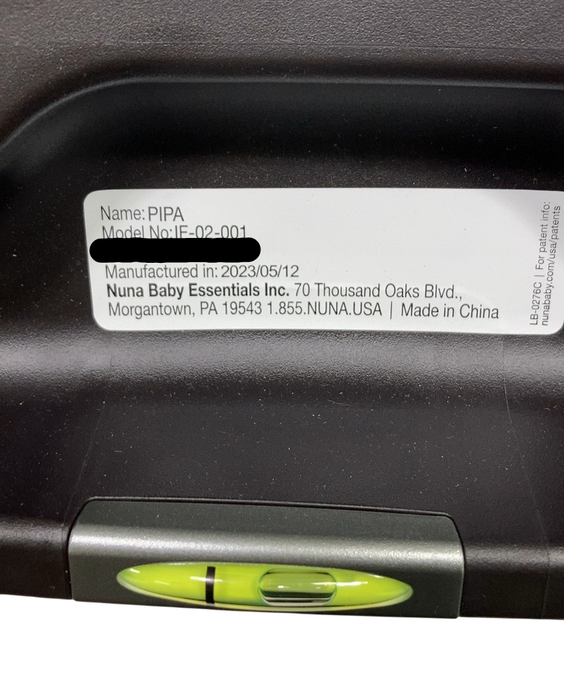 Name: PIPA
Model No: IF-02-001
Manufactured in: 2023/05/12
Nuna Baby Essentials Inc. 70 Thousand Oaks Blvd.,
Morgantown, PA 19543 1.855.NUNA.USA | Made in China
LB-0276C | For patent info:
nunababy.com/usa/patents